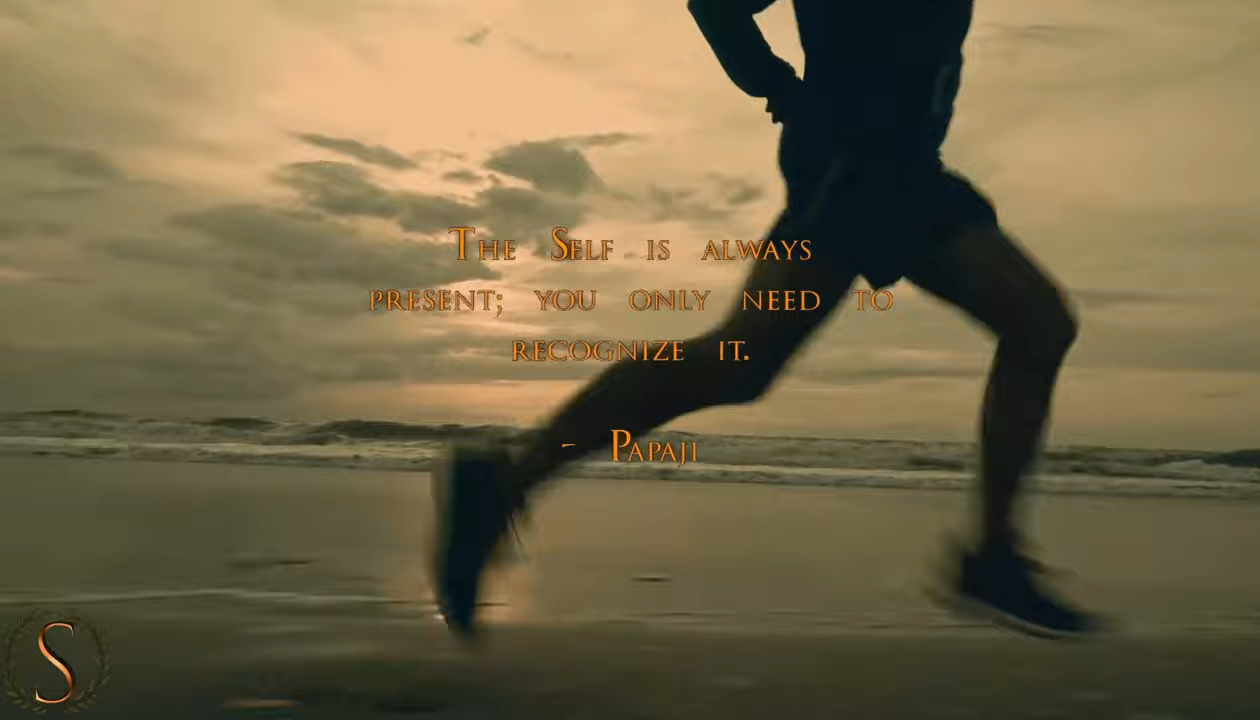 The Self is always
present; you only need to
recognize it.
- Papaji
S